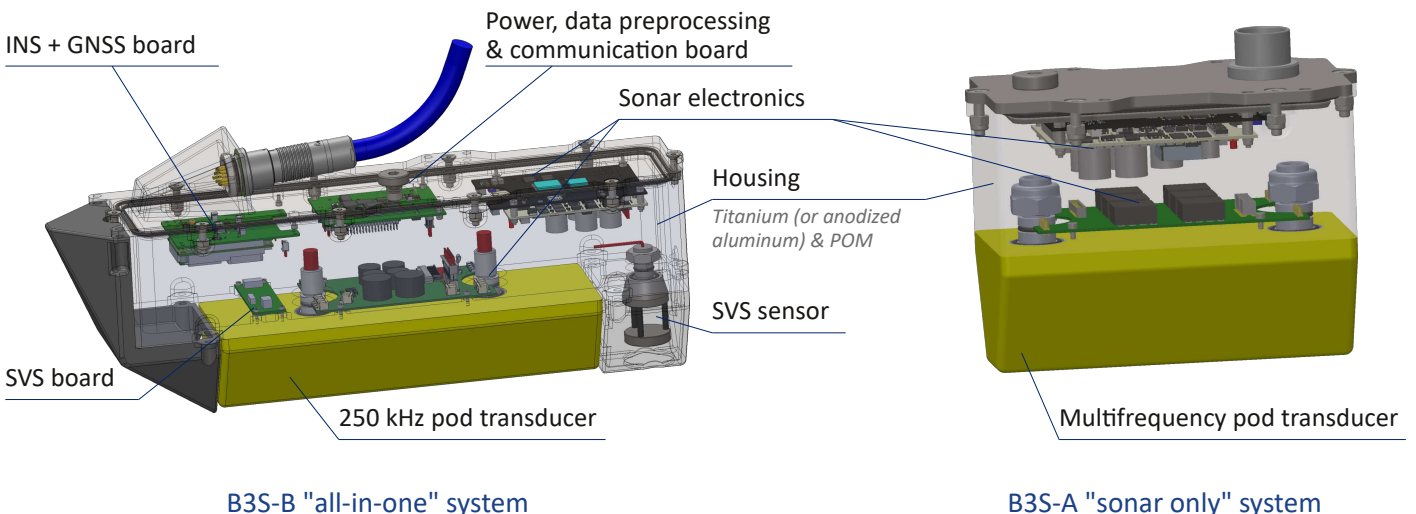 Power, data preprocessing
& communication board
INS + GNSS board
Sonar electronics
Housing
Titanium (or anodized
aluminum) & POM
SVS sensor
SVS board
250 kHz pod transducer
Multifrequency pod transducer
B3S-B "all-in-one" system
B3S-A "sonar only" system